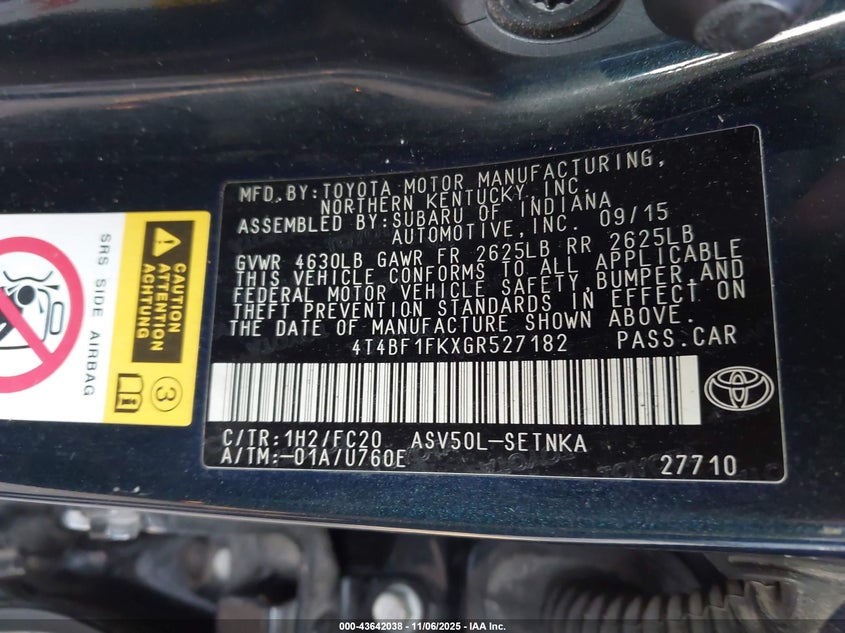 MFD. BY: TOYOTA MOTOR MANUFACTURING,
NORTHERN KENTUCKY, INC.
ASSEMBLED BY: SUBARU OF INDIANA
AUTOMOTIVE, INC. 09/15
GVWR 4630LB GAWR FR 2625LB RR 2625LB
THIS VEHICLE CONFORMS TO ALL APPLICABLE
FEDERAL MOTOR VEHICLE SAFETY, BUMPER, AND
THEFT PREVENTION STANDARDS IN EFFECT ON
THE DATE OF MANUFACTURE SHOWN ABOVE.
4T4BF1FKXGR527182 PASS. CAR
C/TR: 1H2/FC20 ASV50L-SETNKA
A/TM: -01A/U760E
27710
CAUTION
ATTENTION
ACHTUNG
3
SRS SIDE AIRBAG
000-43642038 - 11/06/2025 - IAA Inc.